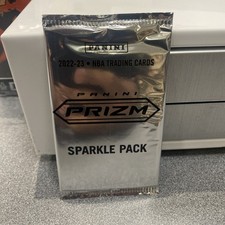 PANINI
2022-23 • NBA TRADING CARDS
PANINI
PRIZM
SPARKLE PACK